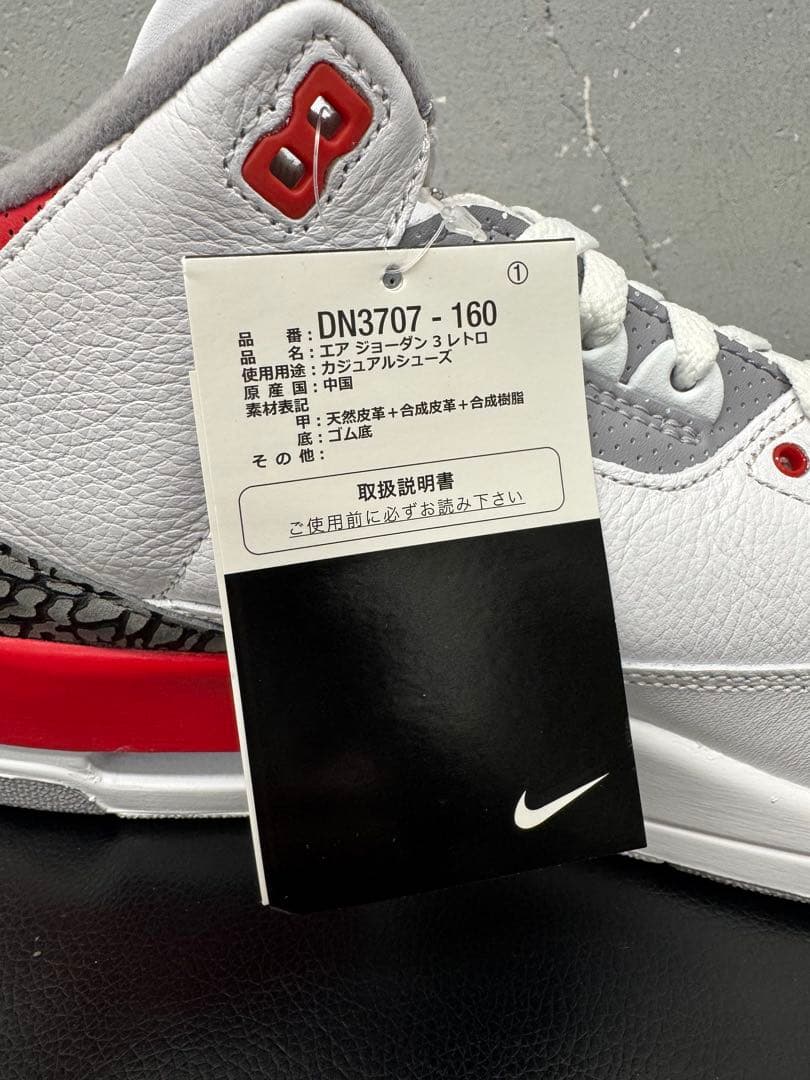 ①
品番：DN3707 - 160
品名：エア ジョーダン 3 レトロ
使用用途：カジュアルシューズ
原産国：中国
素材表記
甲：天然皮革＋合成皮革＋合成樹脂
底：ゴム底
その他：
取扱説明書
ご使用前に必ずお読み下さい